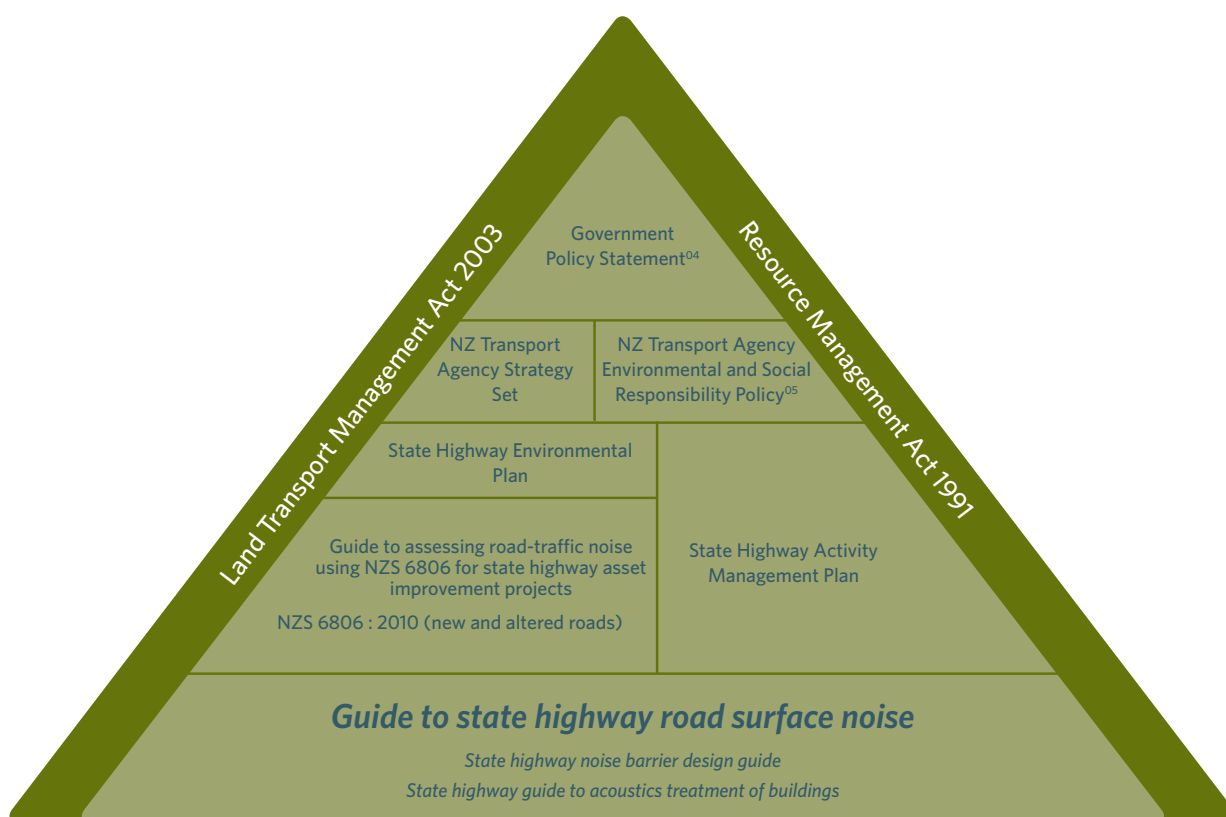 Land Transport Management Act 2003
Resource Management Act 1991
Government
Policy Statement⁰⁴
NZ Transport
Agency Strategy
Set
NZ Transport Agency
Environmental and Social
Responsibility Policy⁰⁵
State Highway Environmental
Plan
Guide to assessing road-traffic noise
using NZS 6806 for state highway asset
improvement projects
NZS 6806 : 2010 (new and altered roads)
State Highway Activity
Management Plan
Guide to state highway road surface noise
State highway noise barrier design guide
State highway guide to acoustics treatment of buildings